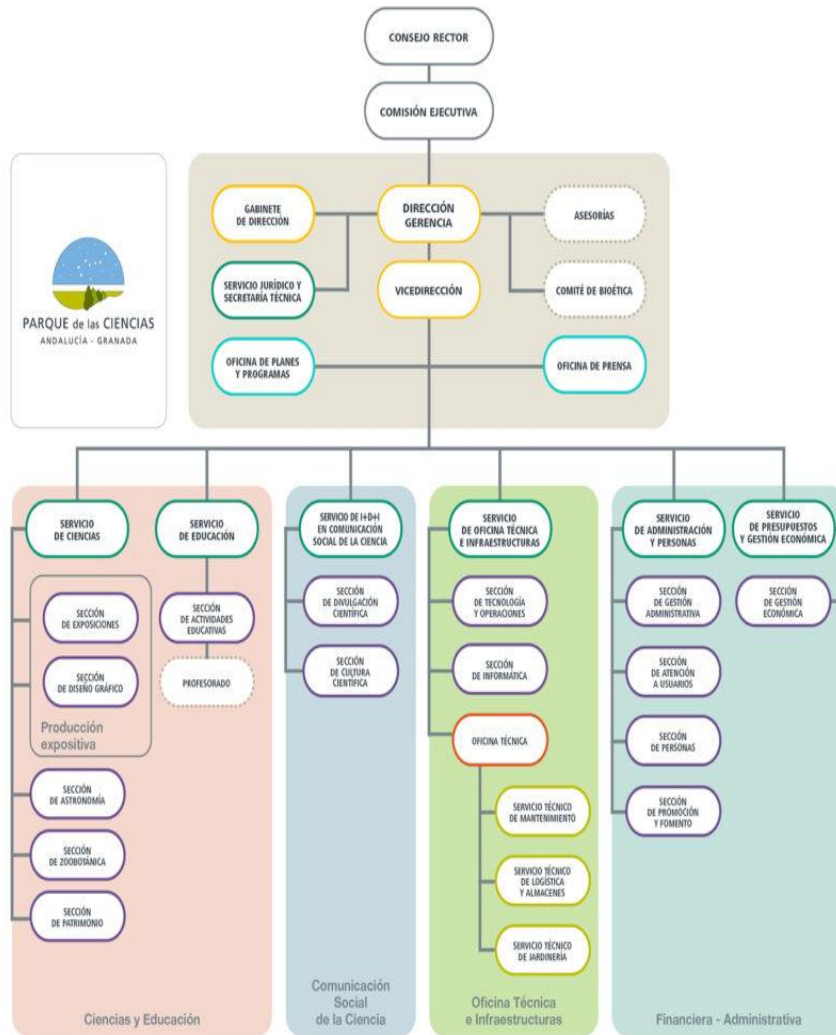 CONSEJO RECTOR
COMISIÓN EJECUTIVA
PARQUE de las CIENCIAS
ANDALUCÍA - GRANADA
GABINETE
DE DIRECCIÓN
DIRECCIÓN
GERENCIA
ASESORÍAS
SERVICIO JURÍDICO Y
SECRETARÍA TÉCNICA
VICEDIRECCIÓN
COMITÉ DE BIOÉTICA
OFICINA DE PLANES
Y PROGRAMAS
OFICINA DE PRENSA
SERVICIO
DE CIENCIAS
SECCIÓN
DE EXPOSICIONES
SECCIÓN
DE DISEÑO GRÁFICO
Producción
expositiva
SECCIÓN
DE ASTRONOMÍA
SECCIÓN
DE ZOOBOTÁNICA
SECCIÓN
DE PATRIMONIO
SERVICIO
DE EDUCACIÓN
SECCIÓN
DE ACTIVIDADES
EDUCATIVAS
PROFESORADO
Ciencias y Educación
SERVICIO DE I+D+I
EN COMUNICACIÓN
SOCIAL DE LA CIENCIA
SECCIÓN
DE DIVULGACIÓN
CIENTÍFICA
SECCIÓN
DE CULTURA
CIENTÍFICA
Comunicación
Social
de la Ciencia
SERVICIO
DE OFICINA TÉCNICA
E INFRAESTRUCTURAS
SECCIÓN
DE TECNOLOGÍA
Y OPERACIONES
SECCIÓN
DE INFORMÁTICA
OFICINA TÉCNICA
SERVICIO TÉCNICO
DE MANTENIMIENTO
SERVICIO TÉCNICO
DE LOGÍSTICA
Y ALMACENES
SERVICIO TÉCNICO
DE JARDINERÍA
Oficina Técnica
e Infraestructuras
SERVICIO
DE ADMINISTRACIÓN
Y PERSONAS
SECCIÓN
DE GESTIÓN
ADMINISTRATIVA
SECCIÓN
DE ATENCIÓN
A USUARIOS
SECCIÓN
DE PERSONAS
SECCIÓN
DE PROMOCIÓN
Y FOMENTO
SERVICIO
DE PRESUPUESTOS
Y GESTIÓN ECONÓMICA
SECCIÓN
DE GESTIÓN
ECONÓMICA
Financiera - Administrativa